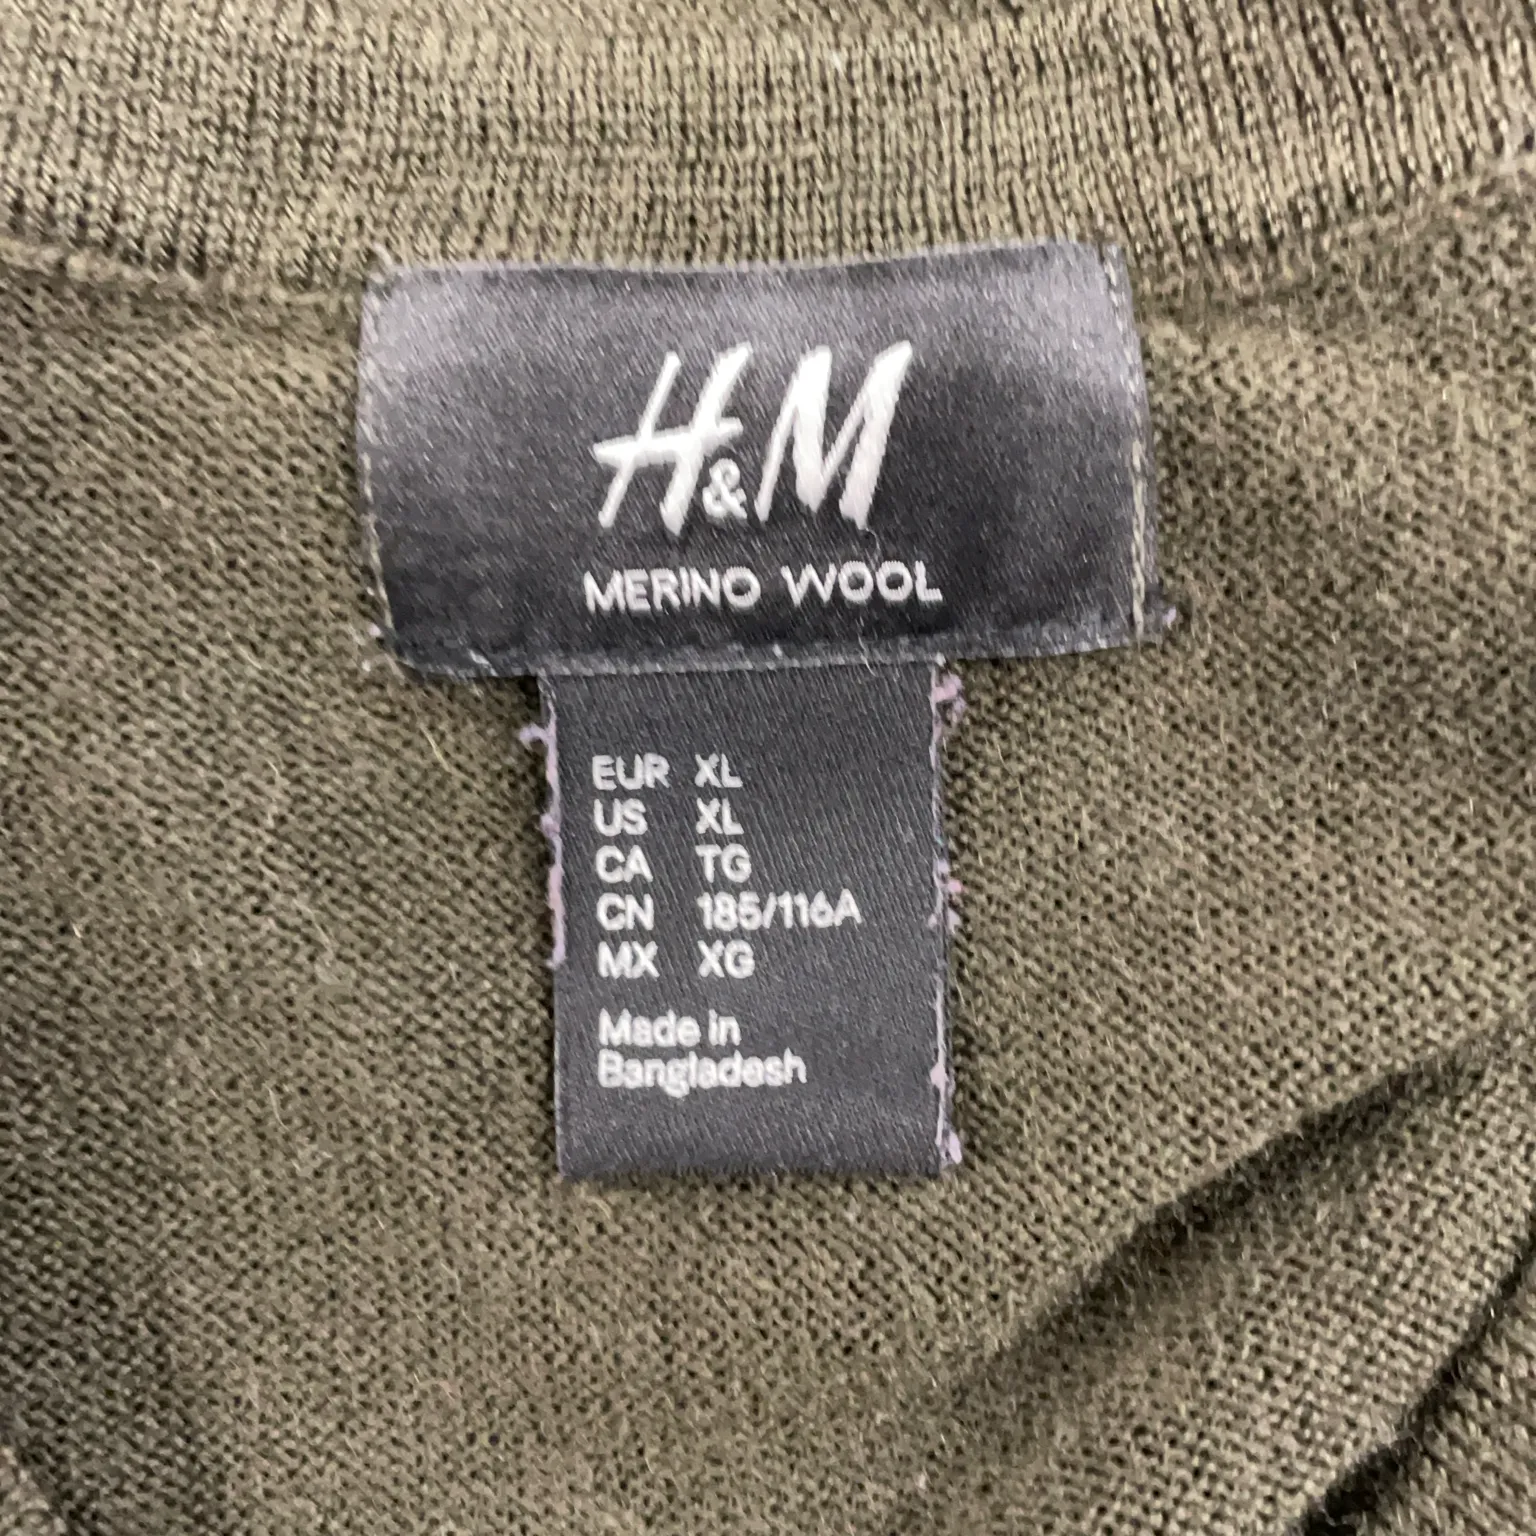 H&M
MERINO WOOL
EUR XL
US XL
CA TG
CN 185/116A
MX XG
Made in
Bangladesh